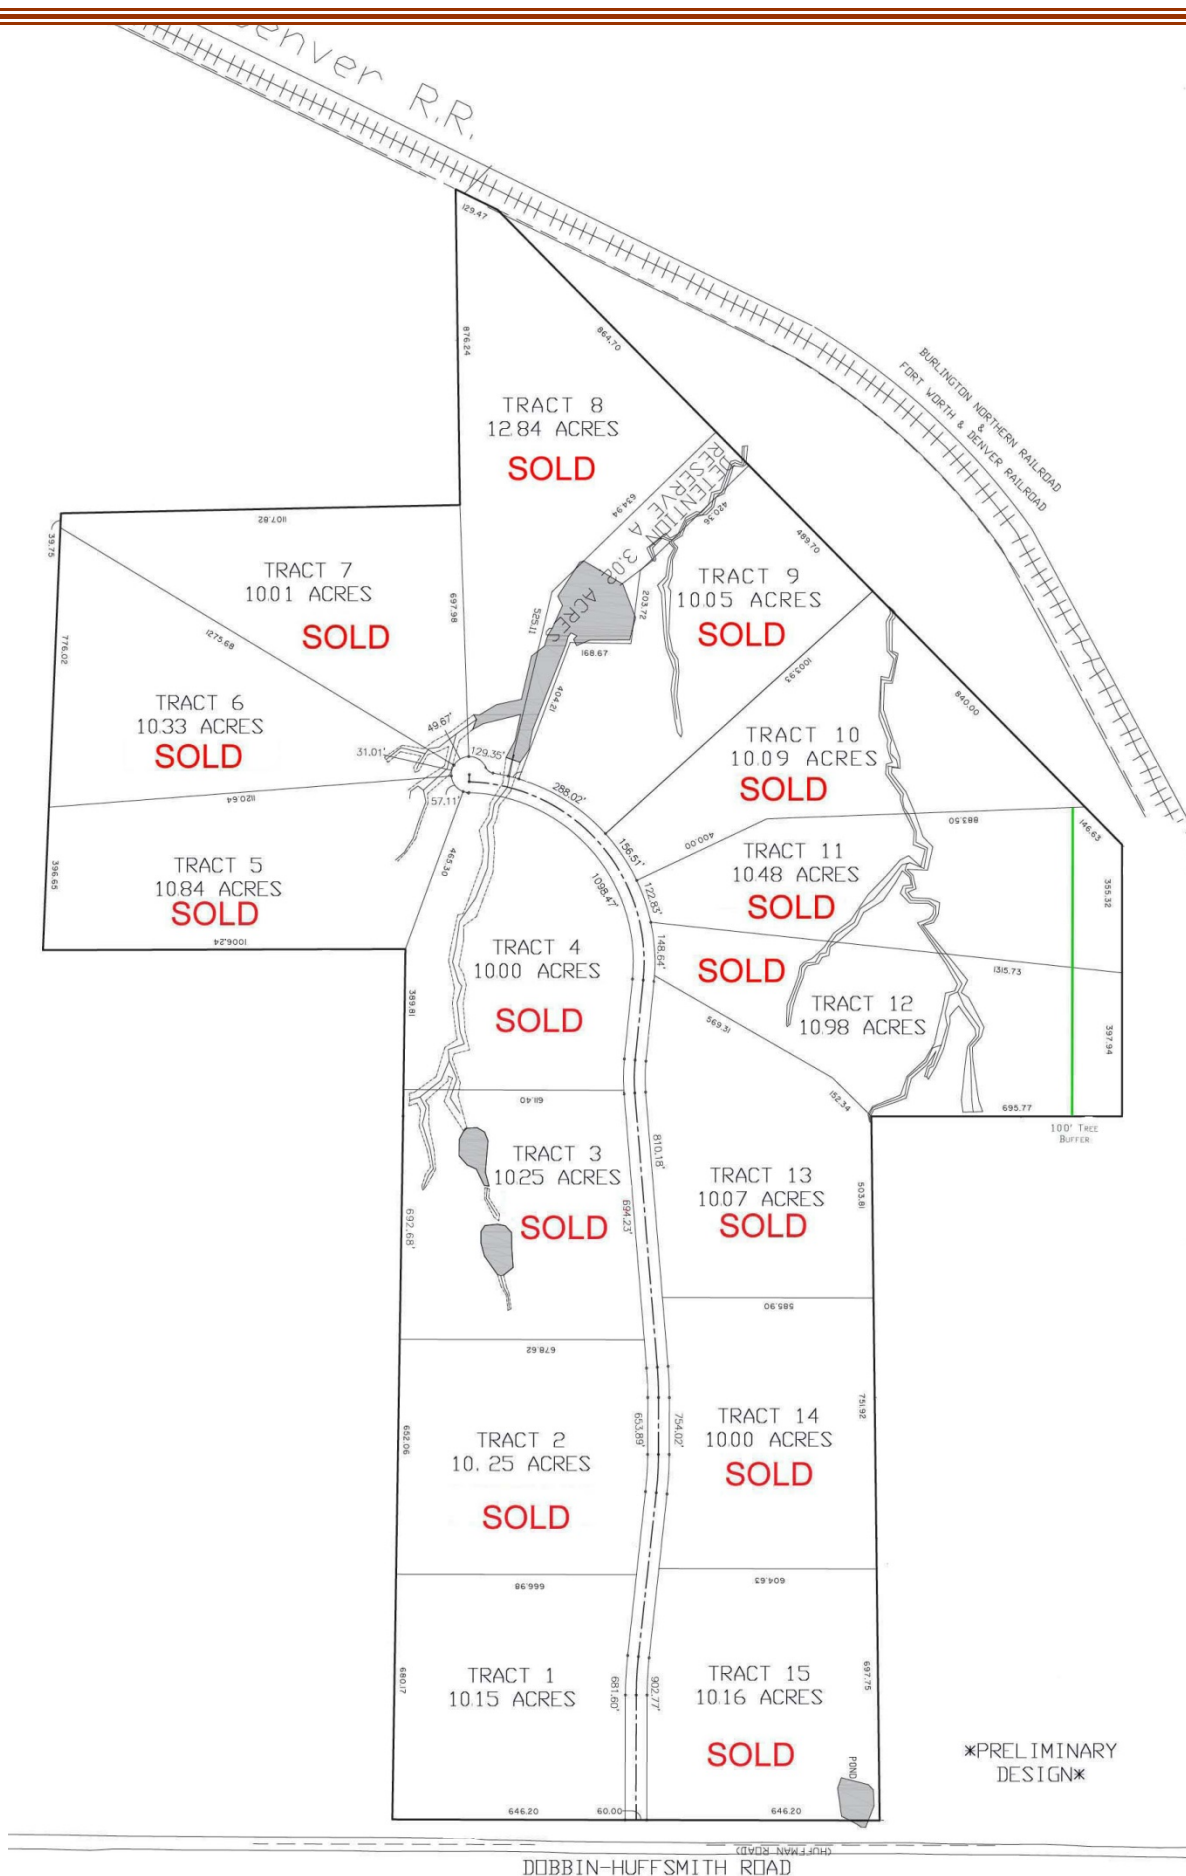 Denver R.R.
129.47
876.24
864.70
BURLINGTON NORTHERN RAILROAD
&
FORT WORTH & DENVER RAILROAD
TRACT 8
12.84 ACRES
SOLD
DETENTION 3.02 ACRES
RESERVE A
634.94
420.36
489.70
1107.82
39.75
TRACT 7
10.01 ACRES
SOLD
697.98
1275.68
776.02
525.11
203.72
168.67
404.21
TRACT 9
10.05 ACRES
SOLD
1003.93
840.00
TRACT 6
10.33 ACRES
SOLD
49.67'
31.01'
129.35'
57.11'
288.02'
TRACT 10
10.09 ACRES
SOLD
1120.64
396.65
TRACT 5
10.84 ACRES
SOLD
1006.24
465.30
156.51'
400.00
883.50
146.63
TRACT 11
10.48 ACRES
SOLD
122.83'
1098.47'
355.32
148.64'
TRACT 4
10.00 ACRES
SOLD
389.81
SOLD
1315.73
TRACT 12
10.98 ACRES
569.31
152.34
397.94
695.77
100' TREE
BUFFER
611.40
810.18'
TRACT 3
10.25 ACRES
SOLD
692.68'
694.23'
TRACT 13
10.07 ACRES
SOLD
503.81
585.90
678.62
652.06
TRACT 2
10. 25 ACRES
SOLD
653.89'
754.02'
TRACT 14
10.00 ACRES
SOLD
751.92
666.98
604.63
680.17
TRACT 1
10.15 ACRES
681.60'
902.77'
TRACT 15
10.16 ACRES
SOLD
697.75
POND
*PRELIMINARY
DESIGN*
646.20
60.00
646.20
(HUFFMAN ROAD)
DOBBIN-HUFFSMITH ROAD